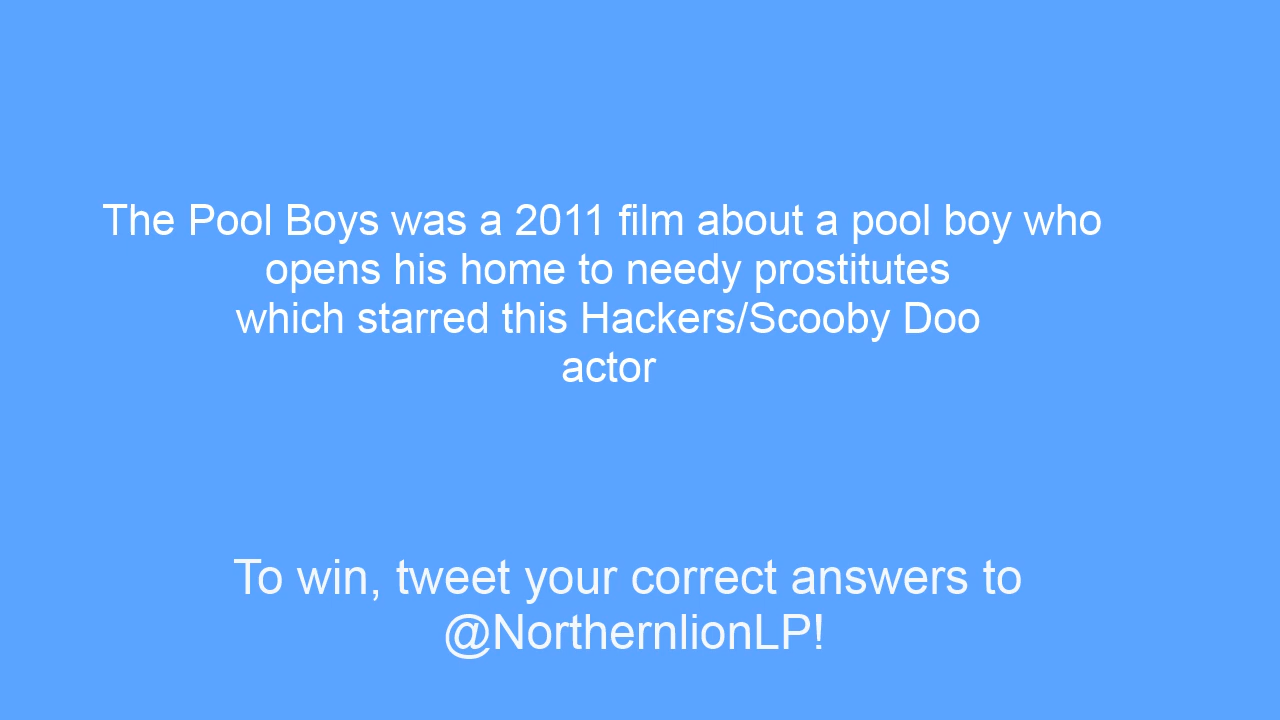 The Pool Boys was a 2011 film about a pool boy who
opens his home to needy prostitutes
which starred this Hackers/Scooby Doo
actor
To win, tweet your correct answers to
@NorthernlionLP!